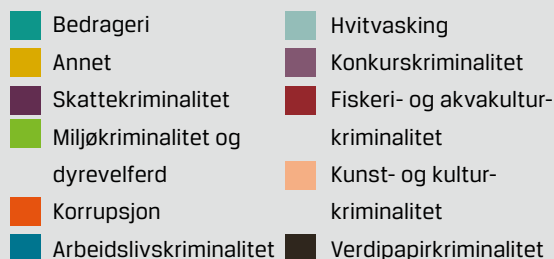 Bedrageri
Annet
Skattekriminalitet
Miljøkriminalitet og
dyrevelferd
Korrupsjon
Arbeidslivskriminalitet
Hvitvasking
Konkurskriminalitet
Fiskeri- og akvakultur-
kriminalitet
Kunst- og kultur-
kriminalitet
Verdipapirkriminalitet